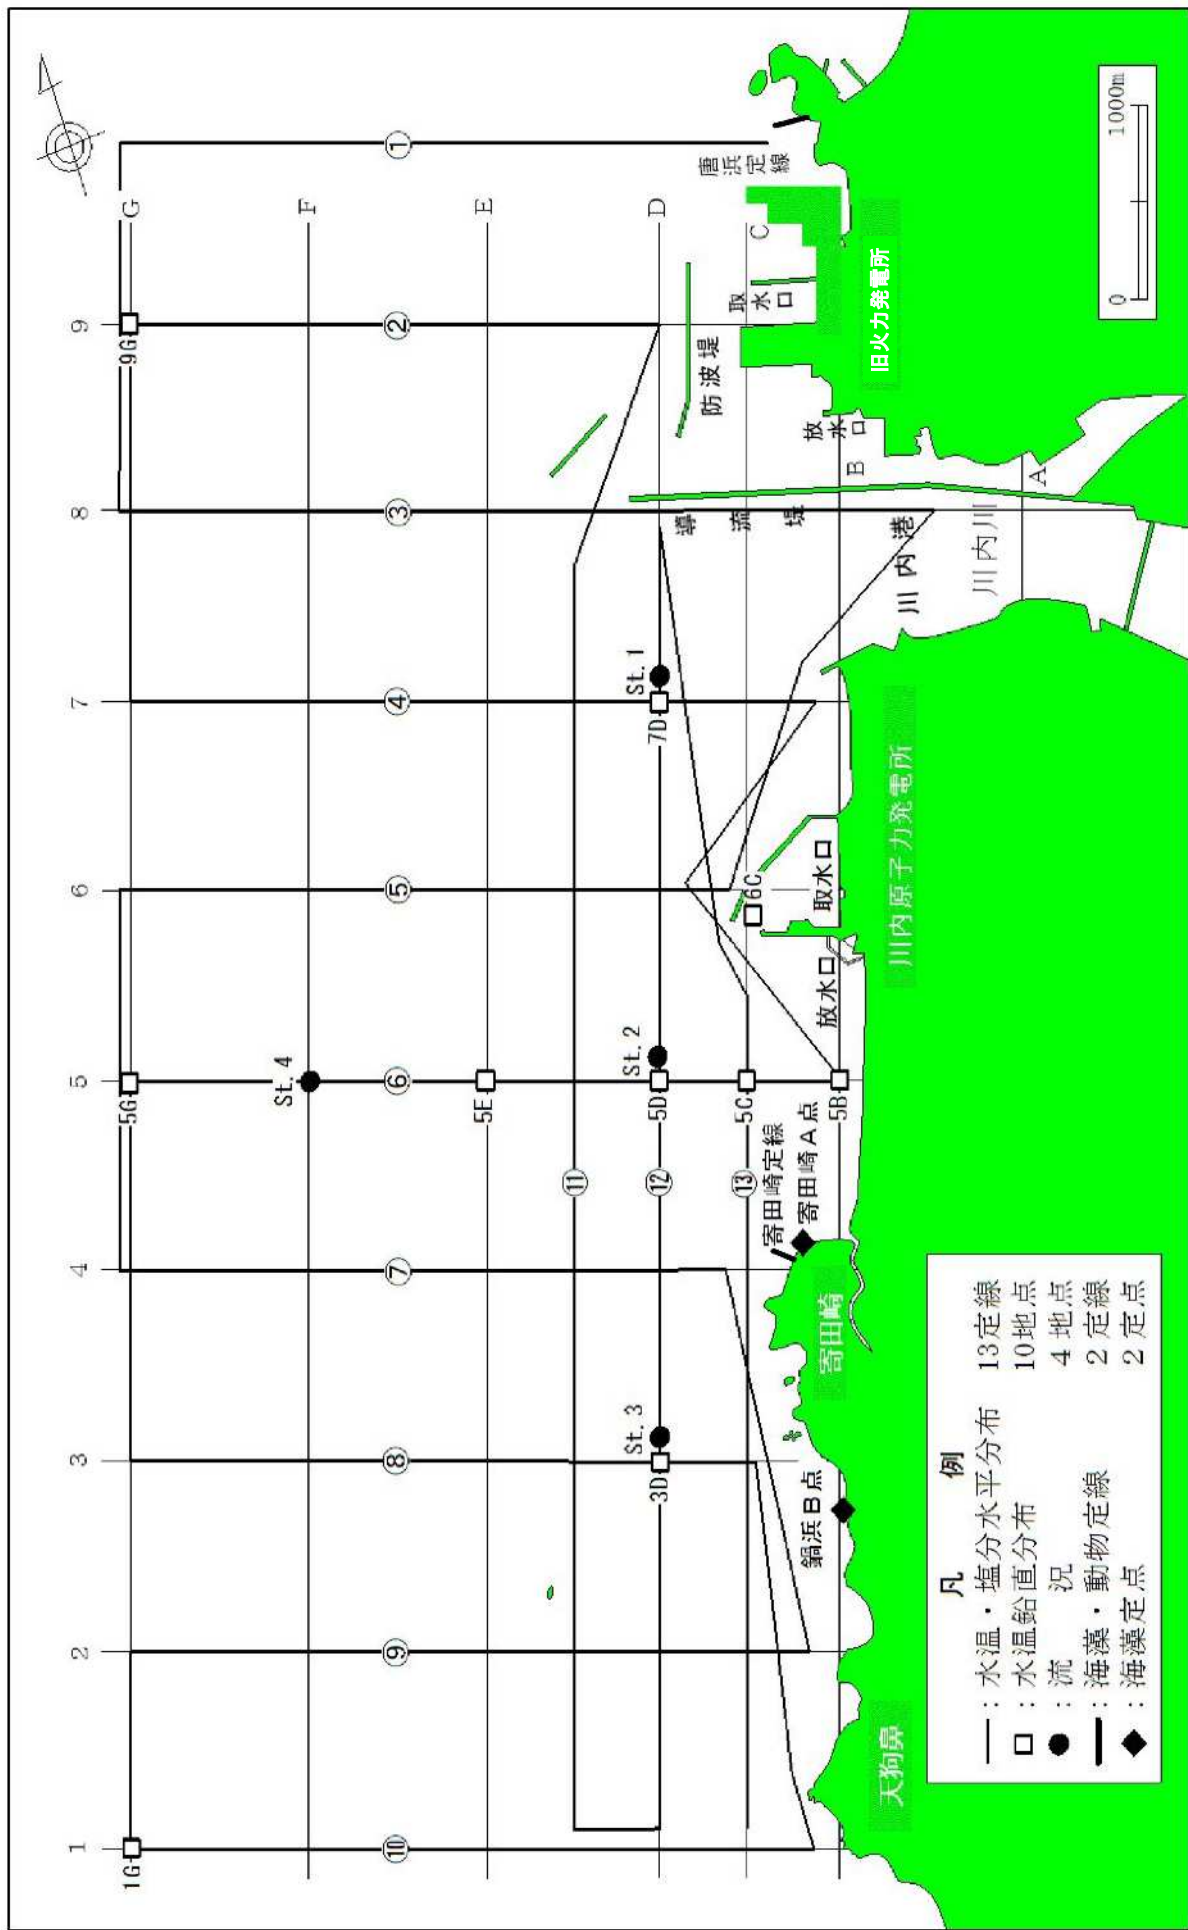 1
2
3
4
5
6
7
8
9
G
F
E
D
C
B
A
1G
5G
9G
St. 4
5E
3D
St. 3
5D
St. 2
7D
St. 1
5C
6C
5B
⑩
⑨
⑧
⑦
⑥
⑤
④
③
②
①
⑪
⑫
⑬
唐浜定線
防波堤
取水口
放水口
旧火力発電所
導流堤
川内港
川内川
取水口
放水口
川内原子力発電所
寄田崎定線
寄田崎A点
寄田崎
鍋浜B点
天狗鼻
凡 例
：水温・塩分水平分布 13定線
：水温鉛直分布 10地点
：流 況 4地点
：海藻・動物定線 2定線
：海藻定点 2定点
0 1000m